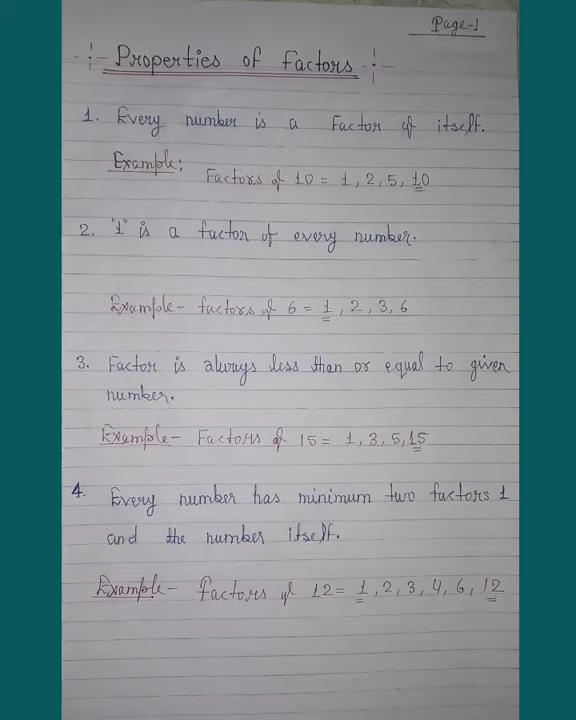 Page-1
Properties of Factors
1. Every number is a Factor of itself.
Example: Factors of 10 = 1, 2, 5, 10
2. "1" is a factor of every number.
Example - factors of 6 = 1, 2, 3, 6
3. Factor is always less than or equal to given
number.
Example - Factors of 15 = 1, 3, 5, 15
4. Every number has minimum two factors 1
and the number itself.
Example - Factors of 12 = 1, 2, 3, 4, 6, 12